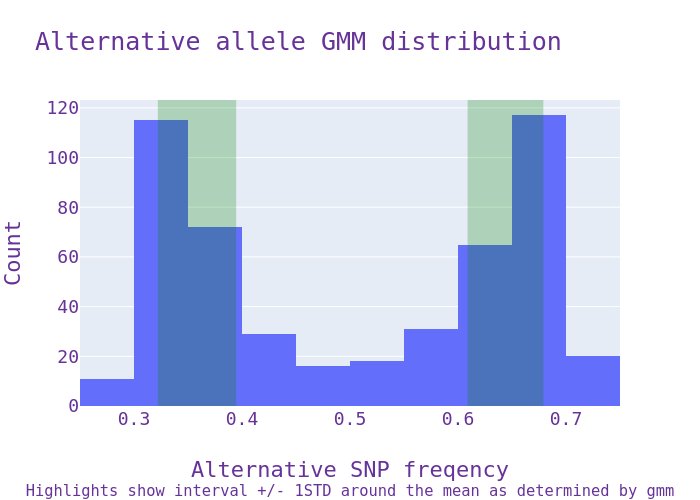 Alternative allele GMM distribution
120
100
80
60
40
20
0
Count
0.3 0.4 0.5 0.6 0.7
Alternative SNP freqency
Highlights show interval +/- 1STD around the mean as determined by gmm